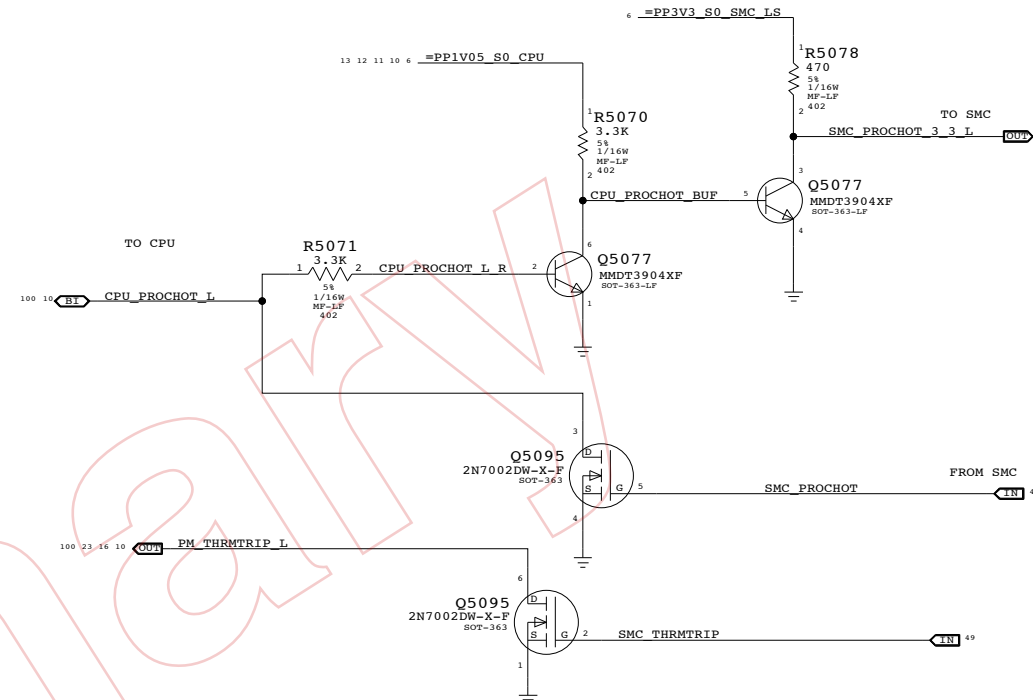 6 =PP3V3_S0_SMC_LS
1
R5078
470
5%
1/16W
MF-LF
402
2
13 12 11 10 6 =PP1V05_S0_CPU
1
R5070
3.3K
5%
1/16W
MF-LF
402
2
TO SMC
SMC_PROCHOT_3_3_L OUT
CPU_PROCHOT_BUF 5
3
Q5077
MMDT3904XF
SOT-363-LF
4
TO CPU
R5071
1 3.3K 2
5%
1/16W
MF-LF
402
CPU_PROCHOT_L_R 2
6
Q5077
MMDT3904XF
SOT-363-LF
1
100 10 BI CPU_PROCHOT_L
3
Q5095
2N7002DW-X-F
SOT-363
D
S G 5
4
SMC_PROCHOT
FROM SMC
IN 4
100 23 16 10 OUT PM_THRMTRIP_L
6
Q5095
2N7002DW-X-F
SOT-363
D
S G 2
1
SMC_THRMTRIP
IN 49
nary